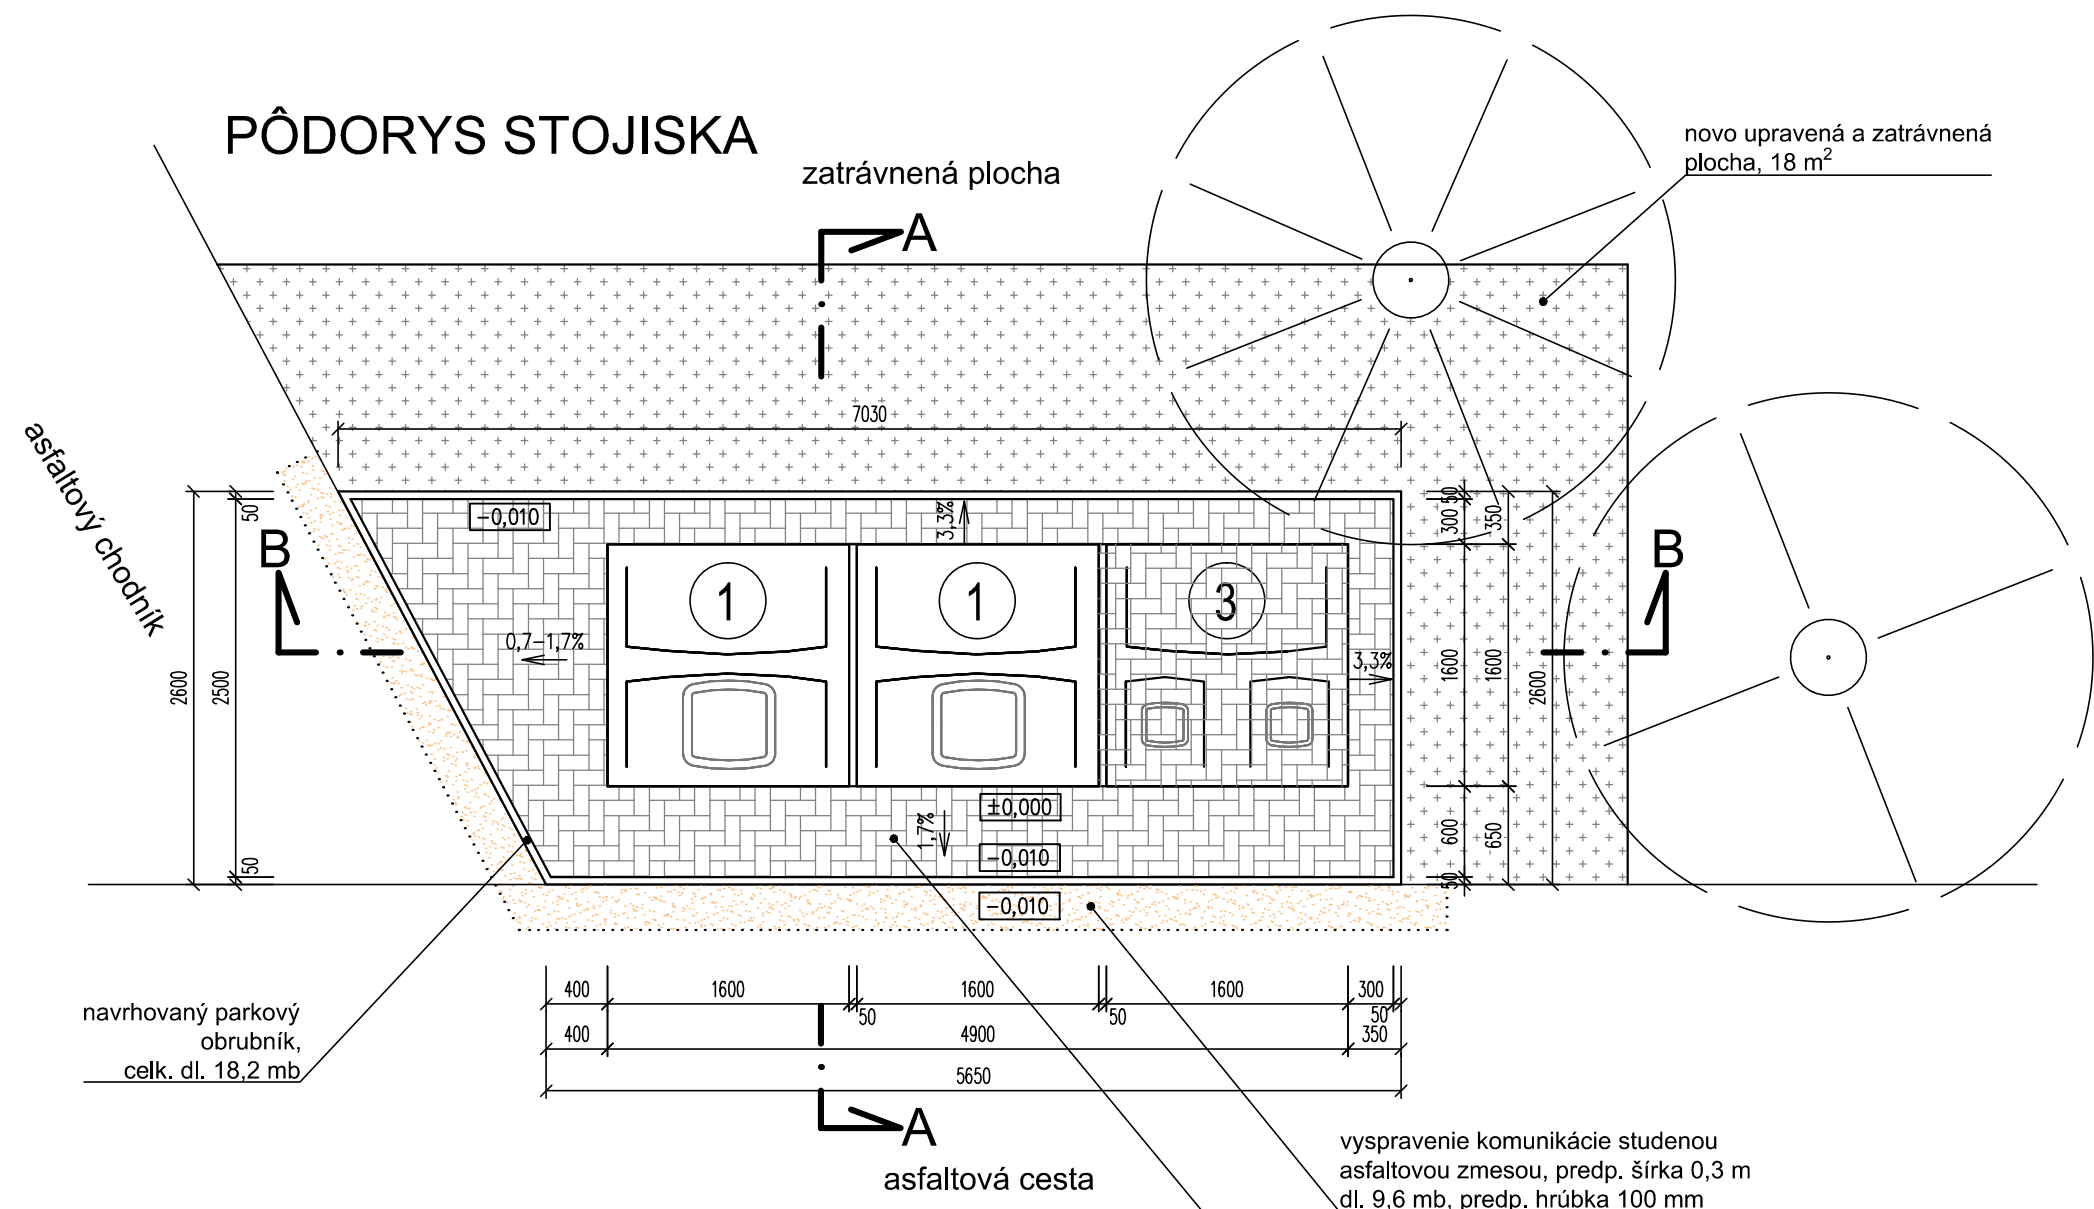 PÔDORYS STOJISKA
zatrávnená plocha
novo upravená a zatrávnená
plocha, 18 m²
A
7030
asfaltový chodník
B
B
50
2600
2500
50
-0,010
3,3%
1
1
3
0,7-1,7%
3,3%
±0,000
1,7%
-0,010
-0,010
50
300
350
1600
1600
2600
600
650
50
navrhovaný parkový
obrubník,
celk. dl. 18,2 mb
400
1600
50
1600
50
1600
300
50
400
4900
350
5650
A
asfaltová cesta
vyspravenie komunikácie studenou
asfaltovou zmesou, predp. šírka 0,3 m
dl. 9,6 mb, predp. hrúbka 100 mm